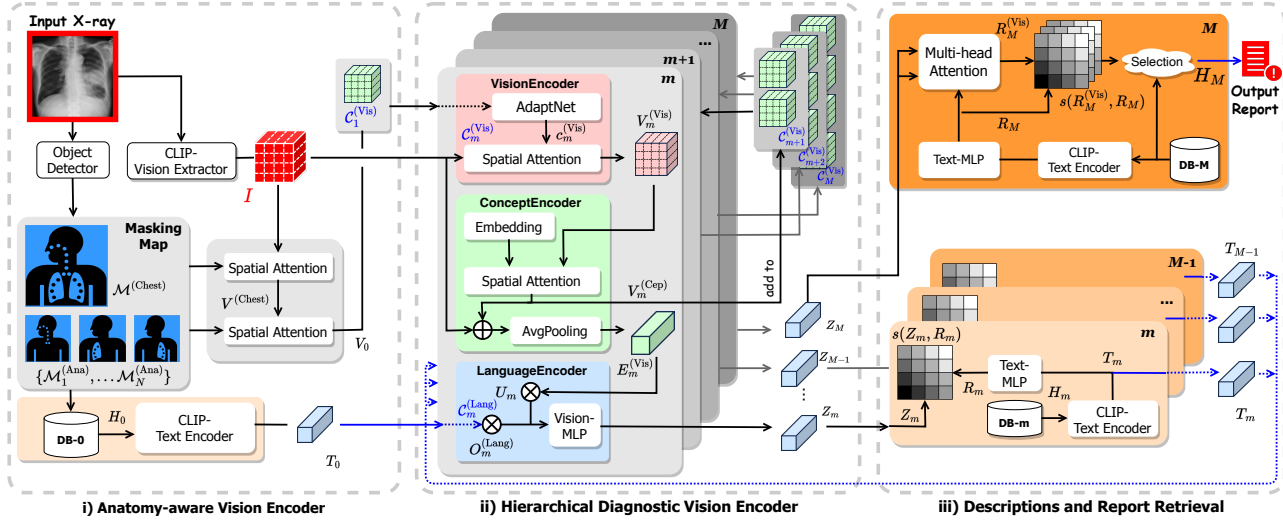 Input X-ray
Object
Detector
CLIP-
Vision Extractor
I
Masking
Map
M^(Chest)
{M_1^(Ana), ... M_N^(Ana)}
Spatial Attention
V^(Chest)
Spatial Attention
V_0
DB-0
H_0
CLIP-
Text Encoder
T_0
i) Anatomy-aware Vision Encoder
C_1^(Vis)
M
...
m+1
m
VisionEncoder
AdaptNet
C_m^(Vis)
c_m^(Vis)
Spatial Attention
V_m^(Vis)
ConceptEncoder
Embedding
Spatial Attention
V_m^(Cep)
AvgPooling
E_m^(Vis)
LanguageEncoder
U_m
C_m^(Lang)
O_m^(Lang)
Vision-
MLP
C_{m+1}^(Vis)
C_{m+2}^(Vis)
C_M^(Vis)
add to
Z_M
Z_{M-1}
⋮
Z_m
ii) Hierarchical Diagnostic Vision Encoder
M
Multi-head
Attention
R_M^(Vis)
s(R_M^(Vis), R_M)
R_M
Selection
H_M
Output
Report
Text-MLP
CLIP-
Text Encoder
DB-M
M-1
...
m
s(Z_m, R_m)
Text-
MLP
R_m
T_m
H_m
Z_m
DB-m
CLIP-
Text Encoder
T_{M-1}
T_m
iii) Descriptions and Report Retrieval